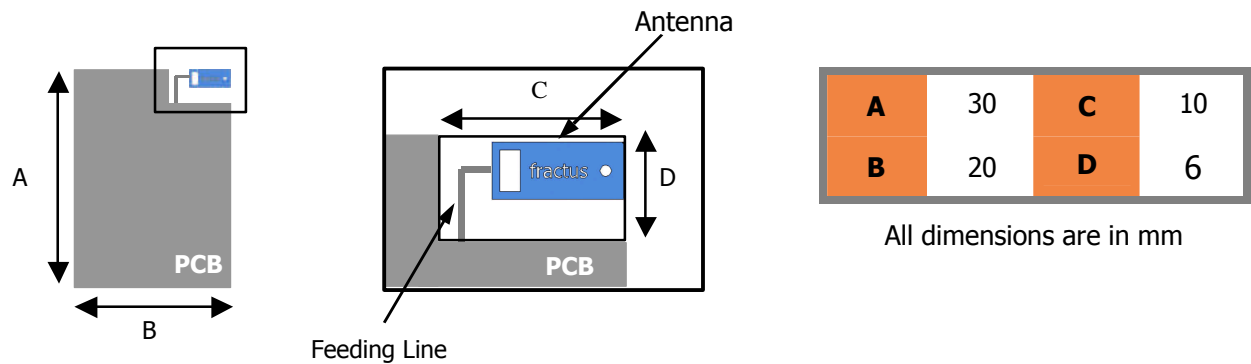 Antenna
A
PCB
B
C
fractus
D
PCB
Feeding Line
A 30 C 10
B 20 D 6
All dimensions are in mm